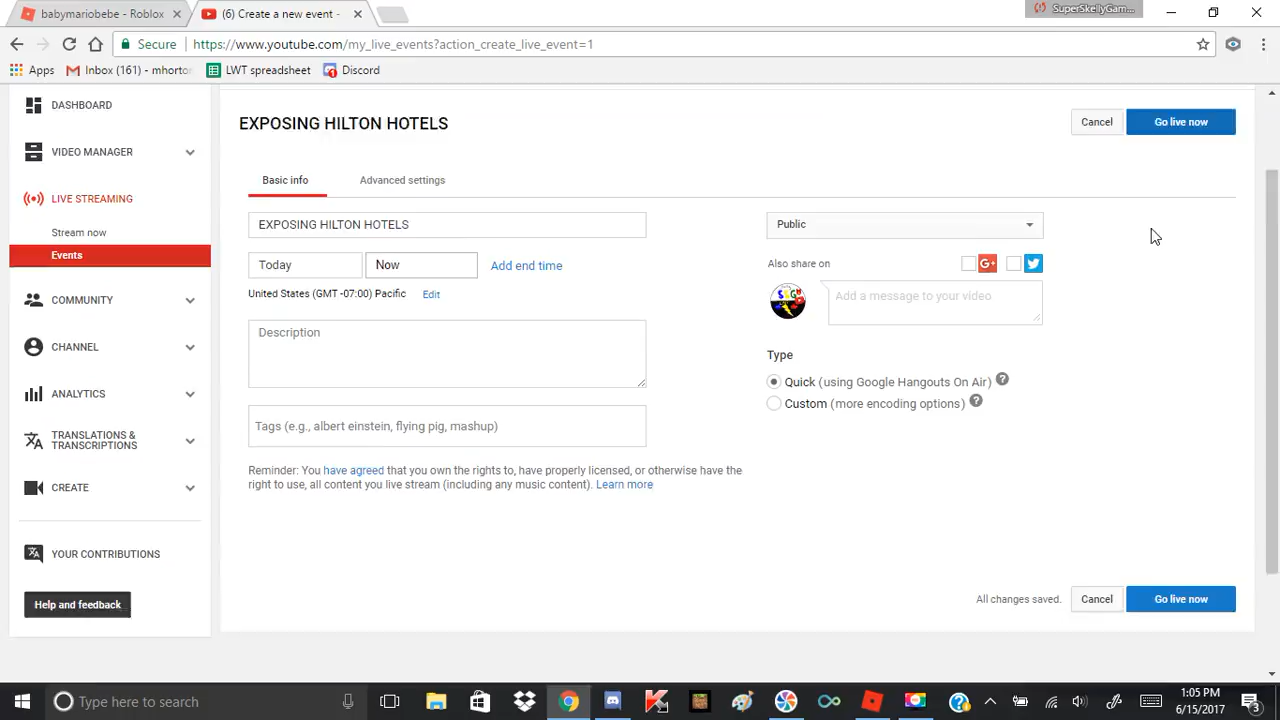 babymariobebe - Roblox
(6) Create a new event -
SuperSkellyGam...
Secure
https://www.youtube.com/my_live_events?action_create_live_event=1
Apps
Inbox (161) - mhorton
LWT spreadsheet
Discord
DASHBOARD
VIDEO MANAGER
LIVE STREAMING
Stream now
Events
COMMUNITY
CHANNEL
ANALYTICS
TRANSLATIONS &
TRANSCRIPTIONS
CREATE
YOUR CONTRIBUTIONS
Help and feedback
EXPOSING HILTON HOTELS
Cancel
Go live now
Basic info
Advanced settings
EXPOSING HILTON HOTELS
Today
Now
Add end time
United States (GMT -07:00) Pacific
Edit
Description
Tags (e.g., albert einstein, flying pig, mashup)
Reminder: You have agreed that you own the rights to, have properly licensed, or otherwise have the
right to use, all content you live stream (including any music content). Learn more
Public
Also share on
Add a message to your video
Type
Quick (using Google Hangouts On Air)
Custom (more encoding options)
All changes saved.
Cancel
Go live now
Type here to search
1:05 PM
6/15/2017